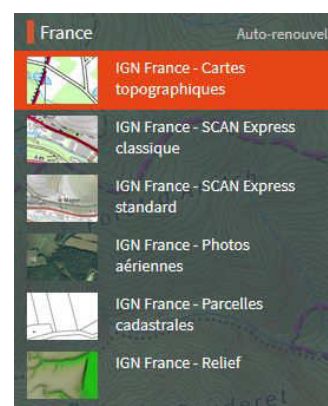 France Auto-renouvel
IGN France - Cartes
topographiques
IGN France - SCAN Express
classique
IGN France - SCAN Express
standard
IGN France - Photos
aériennes
IGN France - Parcelles
cadastrales
IGN France - Relief